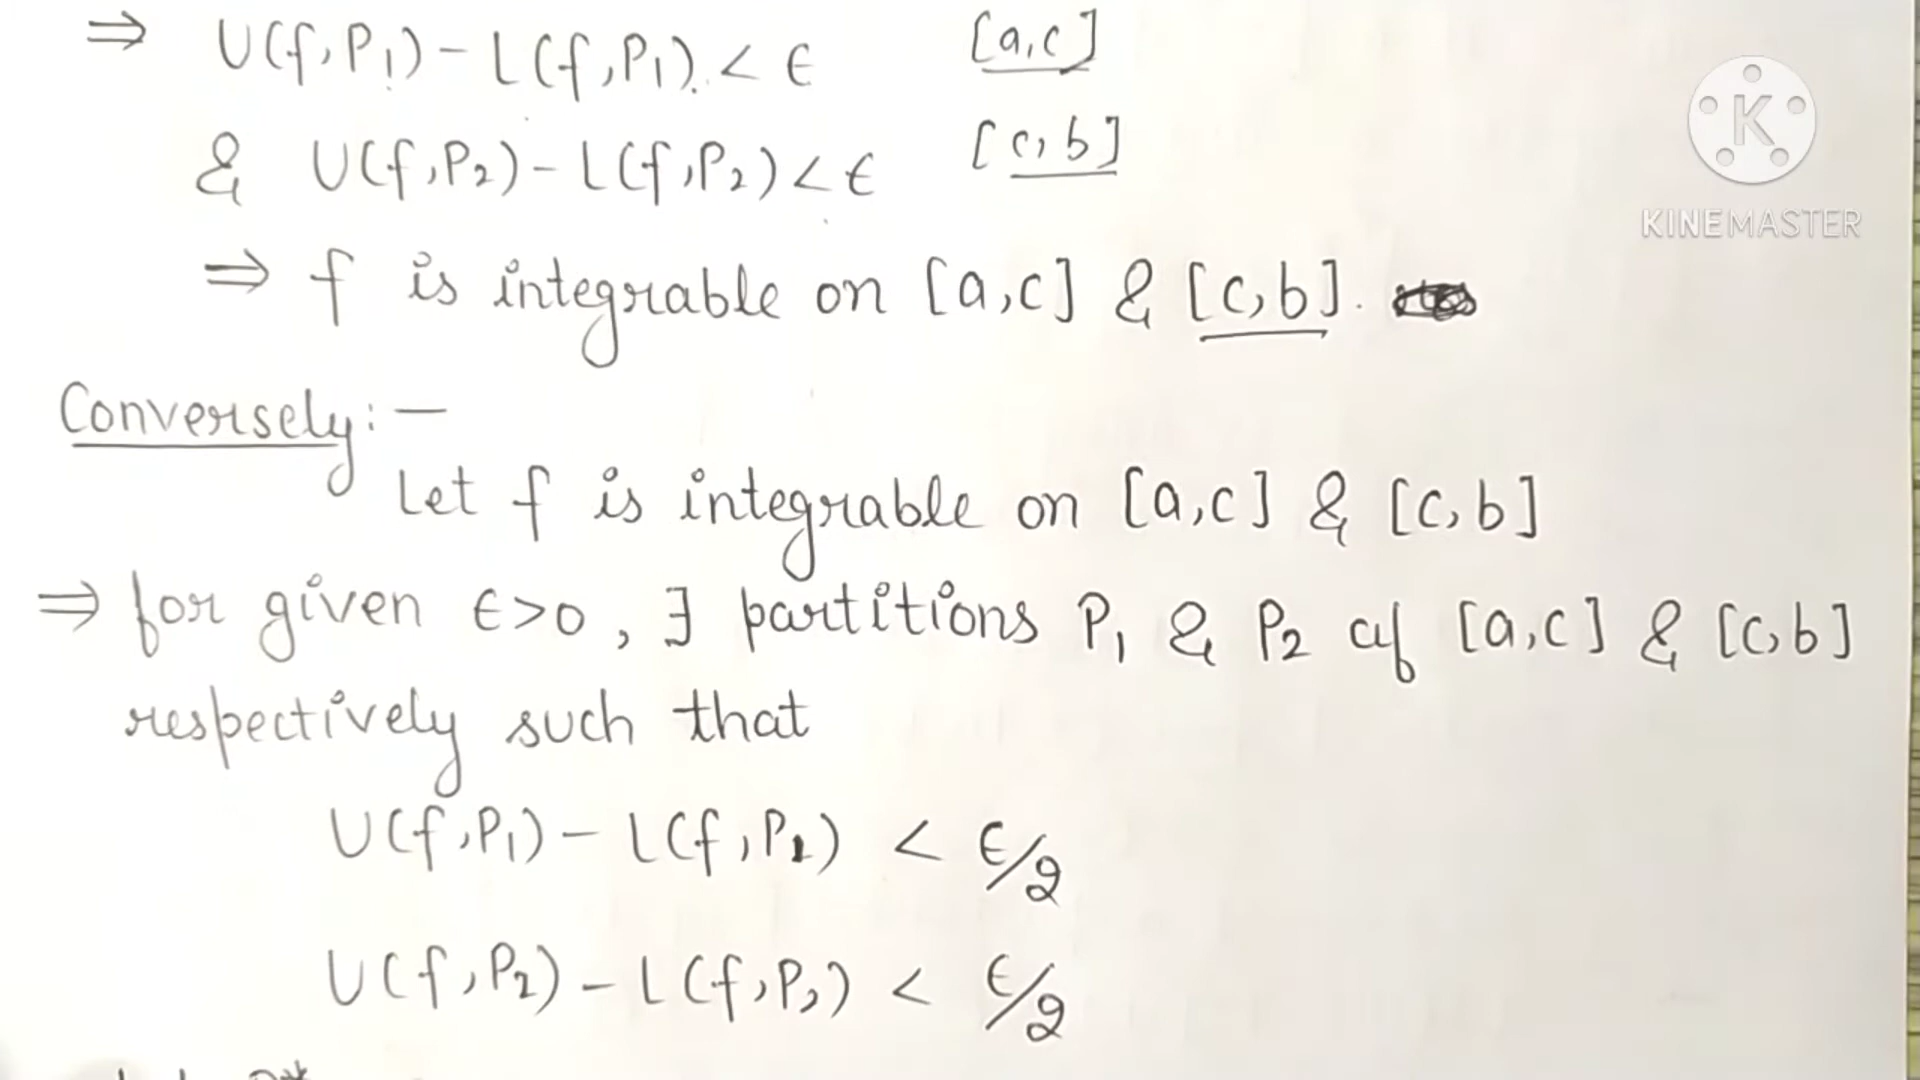 ⇒ U(f,P₁) - L(f,P₁) < ϵ [a,c]
& U(f,P₂) - L(f,P₂) < ϵ [c,b]
⇒ f is integrable on [a,c] & [c,b].
Conversely:-
Let f is integrable on [a,c] & [c,b]
⇒ for given ϵ>0, ∃ partitions P₁ & P₂ of [a,c] & [c,b]
respectively such that
U(f,P₁) - L(f,P₁) < ϵ/2
U(f,P₂) - L(f,P₂) < ϵ/2
K
KINEMASTER